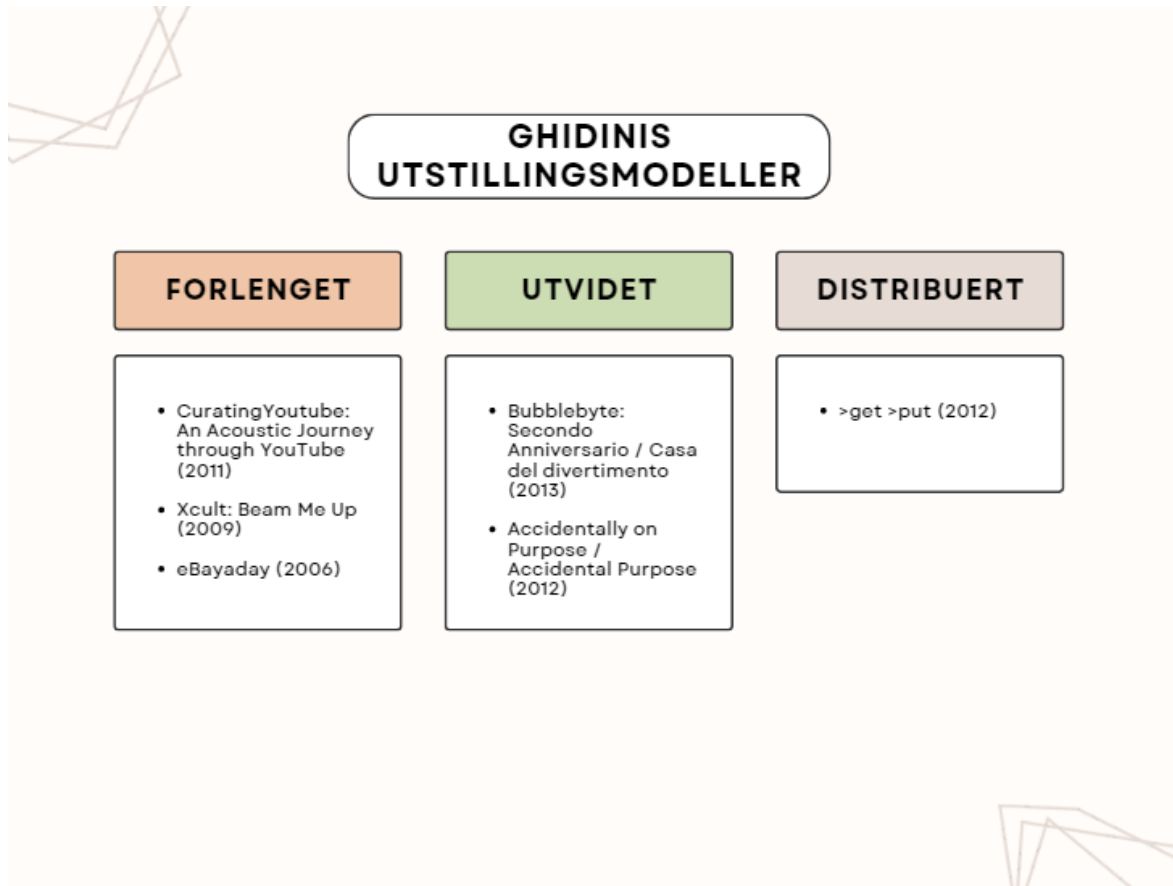 GHIDINIS
UTSTILLINGSMODELLER
FORLENGET
UTVIDET
DISTRIBUERT
• CuratingYoutube:
An Acoustic Journey
through YouTube
(2011)
• Xcult: Beam Me Up
(2009)
• eBayaday (2006)
• Bubblebyte:
Secondo
Anniversario / Casa
del divertimento
(2013)
• Accidentally on
Purpose /
Accidental Purpose
(2012)
• >get >put (2012)